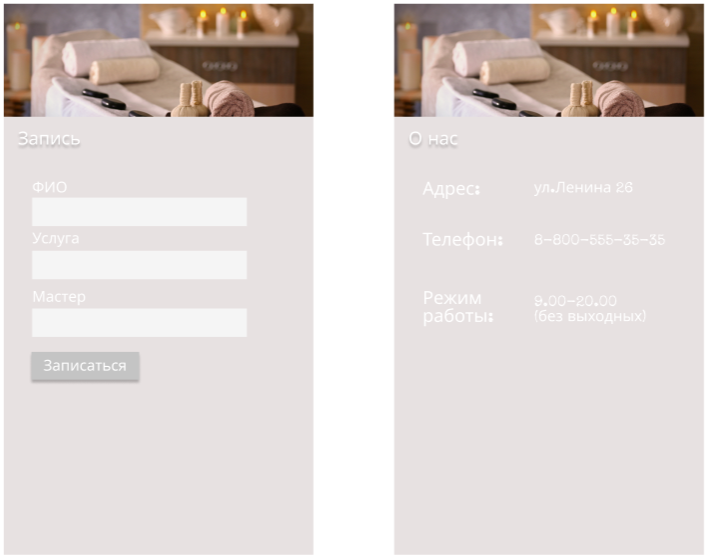 Запись
ФИО
Услуга
Мастер
Записаться
О нас
Адрес:
ул.Ленина 26
Телефон:
8-800-555-35-35
Режим
работы:
9.00-20.00
(без выходных)